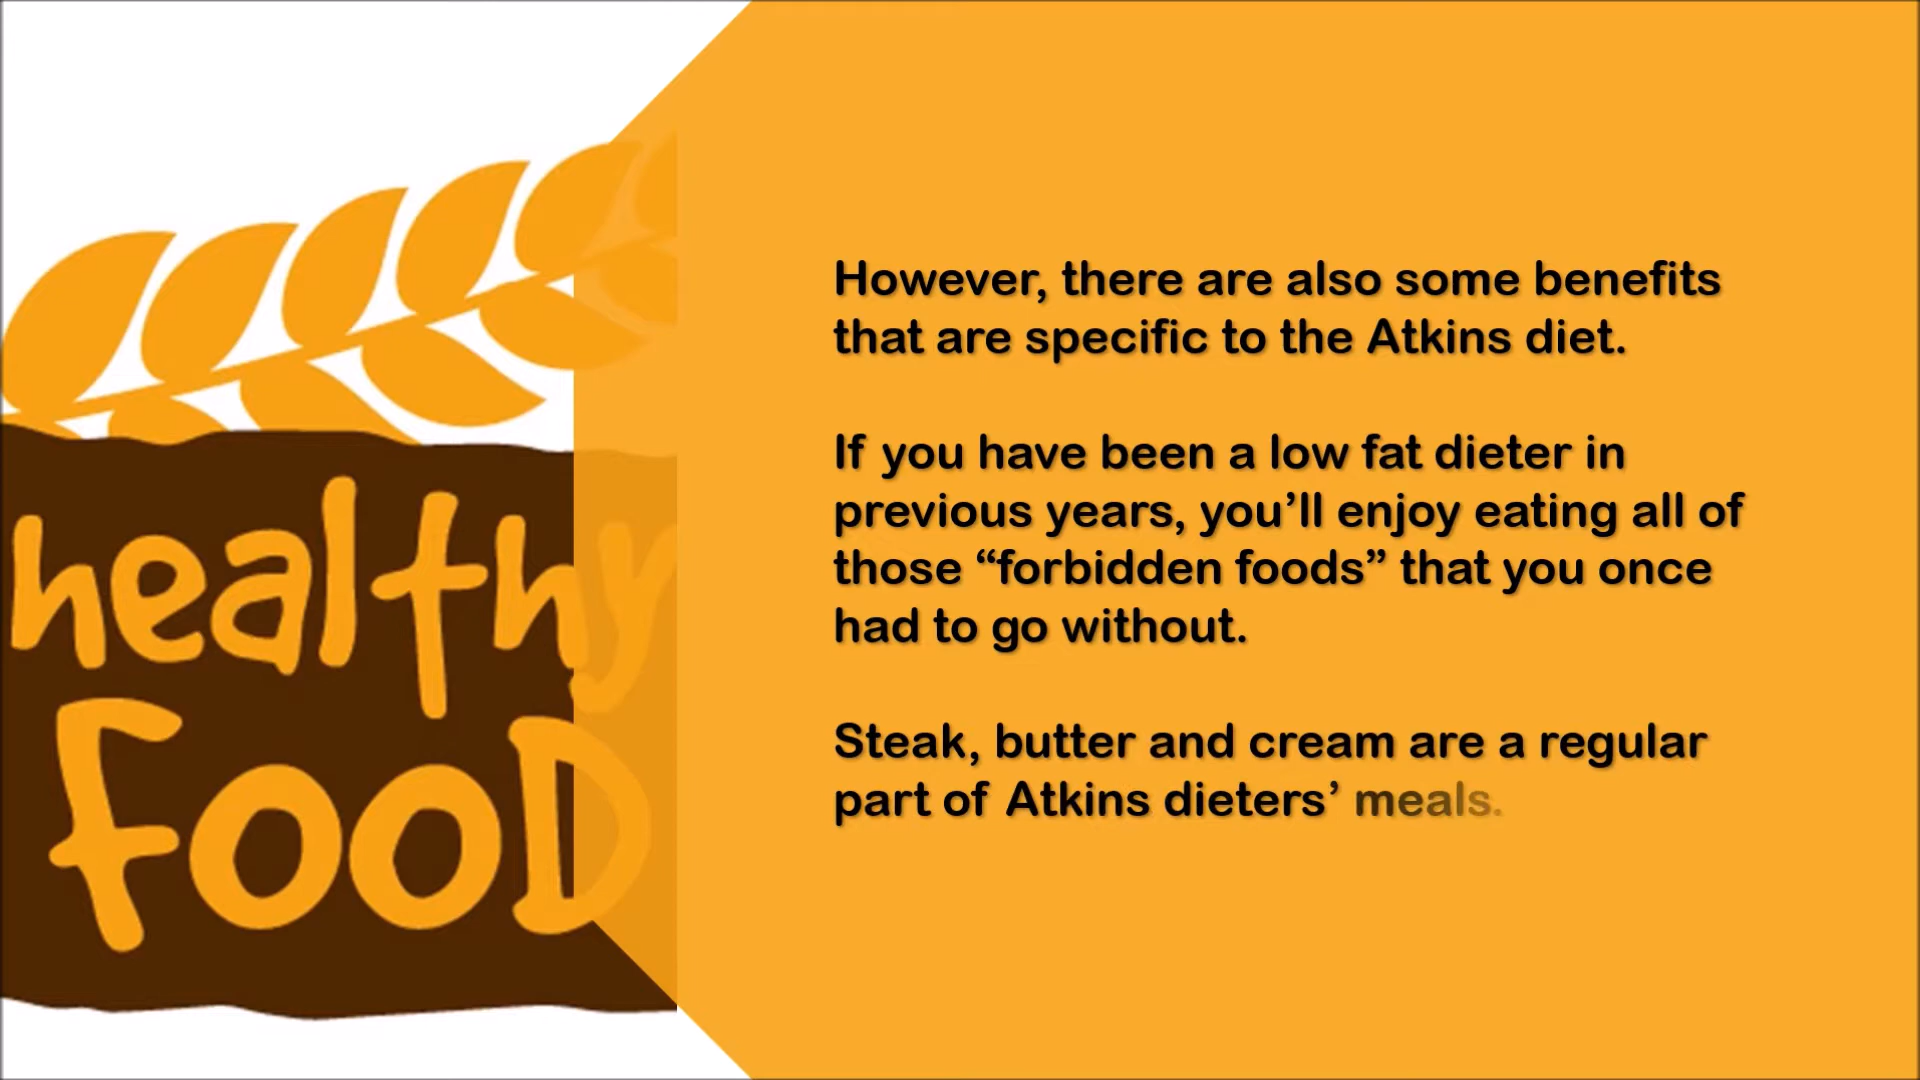 healthy
FOOD
However, there are also some benefits
that are specific to the Atkins diet.
If you have been a low fat dieter in
previous years, you’ll enjoy eating all of
those “forbidden foods” that you once
had to go without.
Steak, butter and cream are a regular
part of Atkins dieters’ meals.